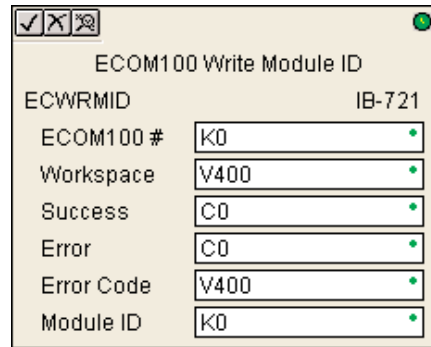 ECOM100 Write Module ID
ECWRMID IB-721
ECOM100 # K0
Workspace V400
Success C0
Error C0
Error Code V400
Module ID K0